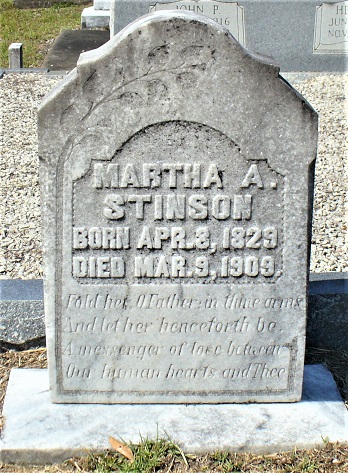 JOHN P.
MARTHA A.
STINSON
BORN APR. 8, 1829
DIED MAR. 9, 1909.
Fold her, O Father, in thine arms
And let her henceforth be
A messenger of love between
Our human hearts and Thee